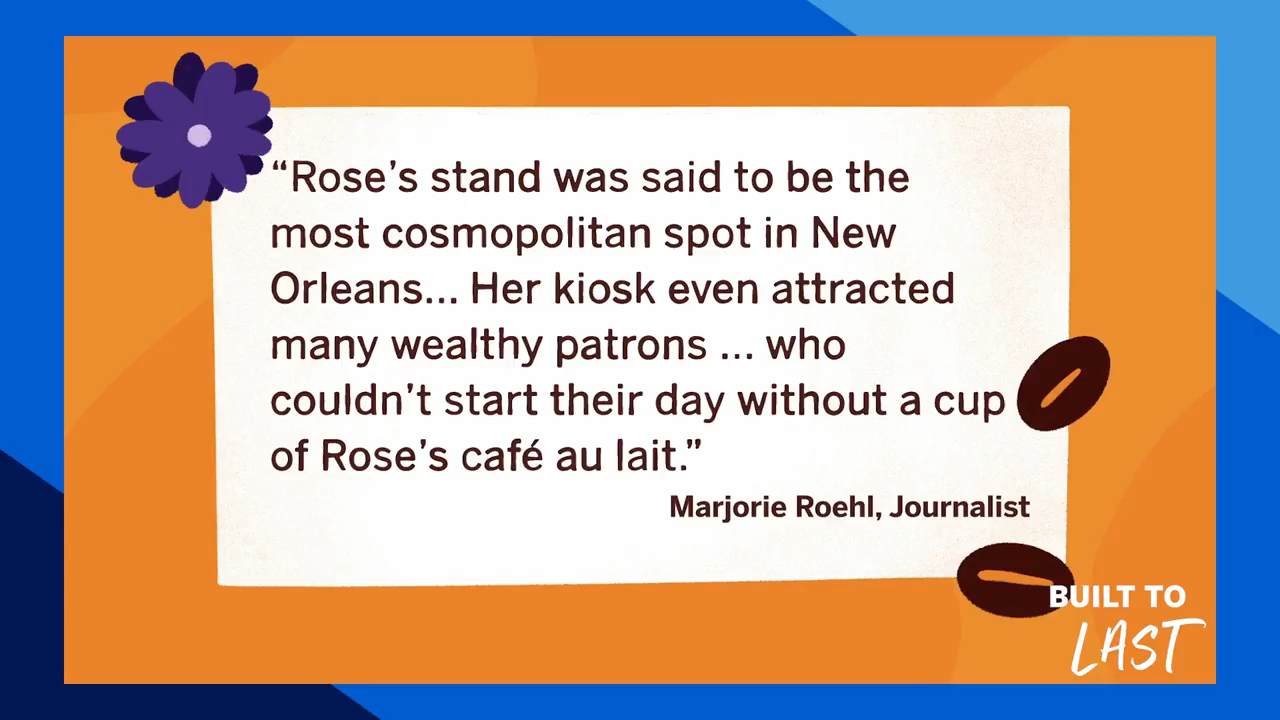 “Rose’s stand was said to be the
most cosmopolitan spot in New
Orleans... Her kiosk even attracted
many wealthy patrons ... who
couldn’t start their day without a cup
of Rose’s café au lait.”
Marjorie Roehl, Journalist
BUILT TO
LAST